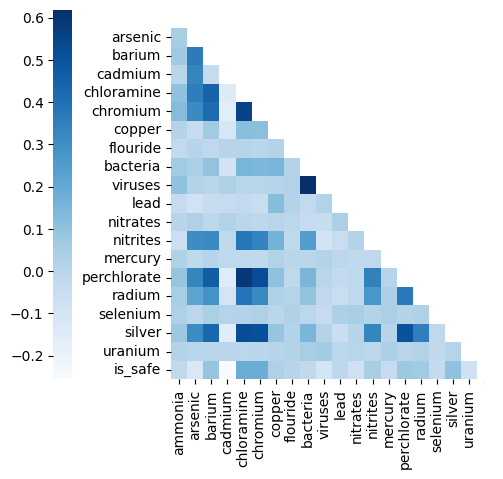 0.6
0.5
0.4
0.3
0.2
0.1
0.0
−0.1
−0.2
arsenic
barium
cadmium
chloramine
chromium
copper
flouride
bacteria
viruses
lead
nitrates
nitrites
mercury
perchlorate
radium
selenium
silver
uranium
is_safe
ammonia
arsenic
barium
cadmium
chloramine
chromium
copper
flouride
bacteria
viruses
lead
nitrates
nitrites
mercury
perchlorate
radium
selenium
silver
uranium